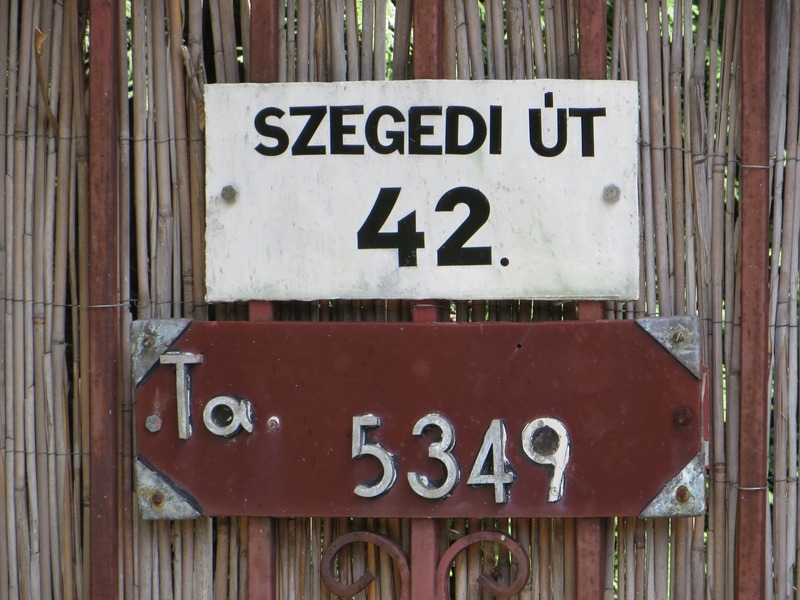 SZEGEDI ÚT
42.
Ta.
5349